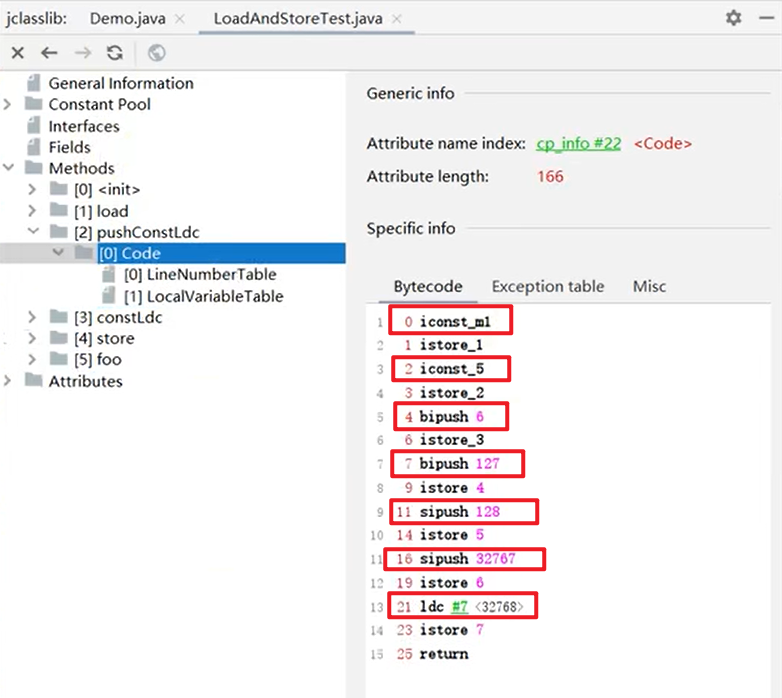 jclasslib: Demo.java LoadAndStoreTest.java
General Information
Constant Pool
Interfaces
Fields
Methods
[0] <init>
[1] load
[2] pushConstLdc
[0] Code
[0] LineNumberTable
[1] LocalVariableTable
[3] constLdc
[4] store
[5] foo
Attributes
Generic info
Attribute name index: cp_info #22 <Code>
Attribute length: 166
Specific info
Bytecode Exception table Misc
1 0 iconst_m1
2 1 istore_1
3 2 iconst_5
4 3 istore_2
5 4 bipush 6
6 6 istore_3
7 7 bipush 127
8 9 istore 4
9 11 sipush 128
10 14 istore 5
11 16 sipush 32767
12 19 istore 6
13 21 ldc #7 <32768>
14 23 istore 7
15 25 return